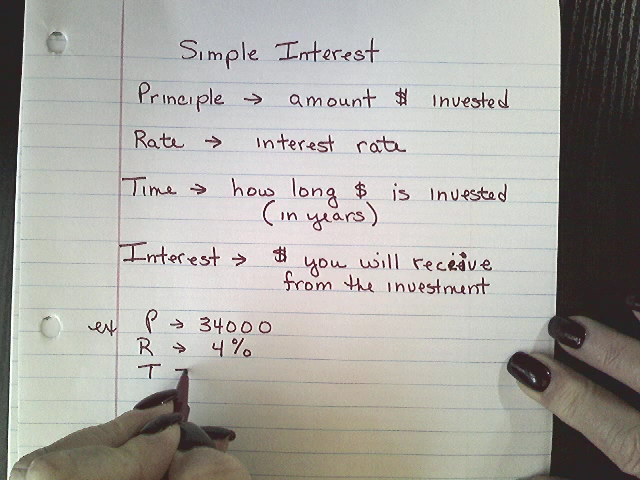 Simple Interest
Principle → amount $ invested
Rate → interest rate
Time → how long $ is invested
(in years)
Interest → $ you will receive
from the investment
ex P → 34000
R → 4%
T -